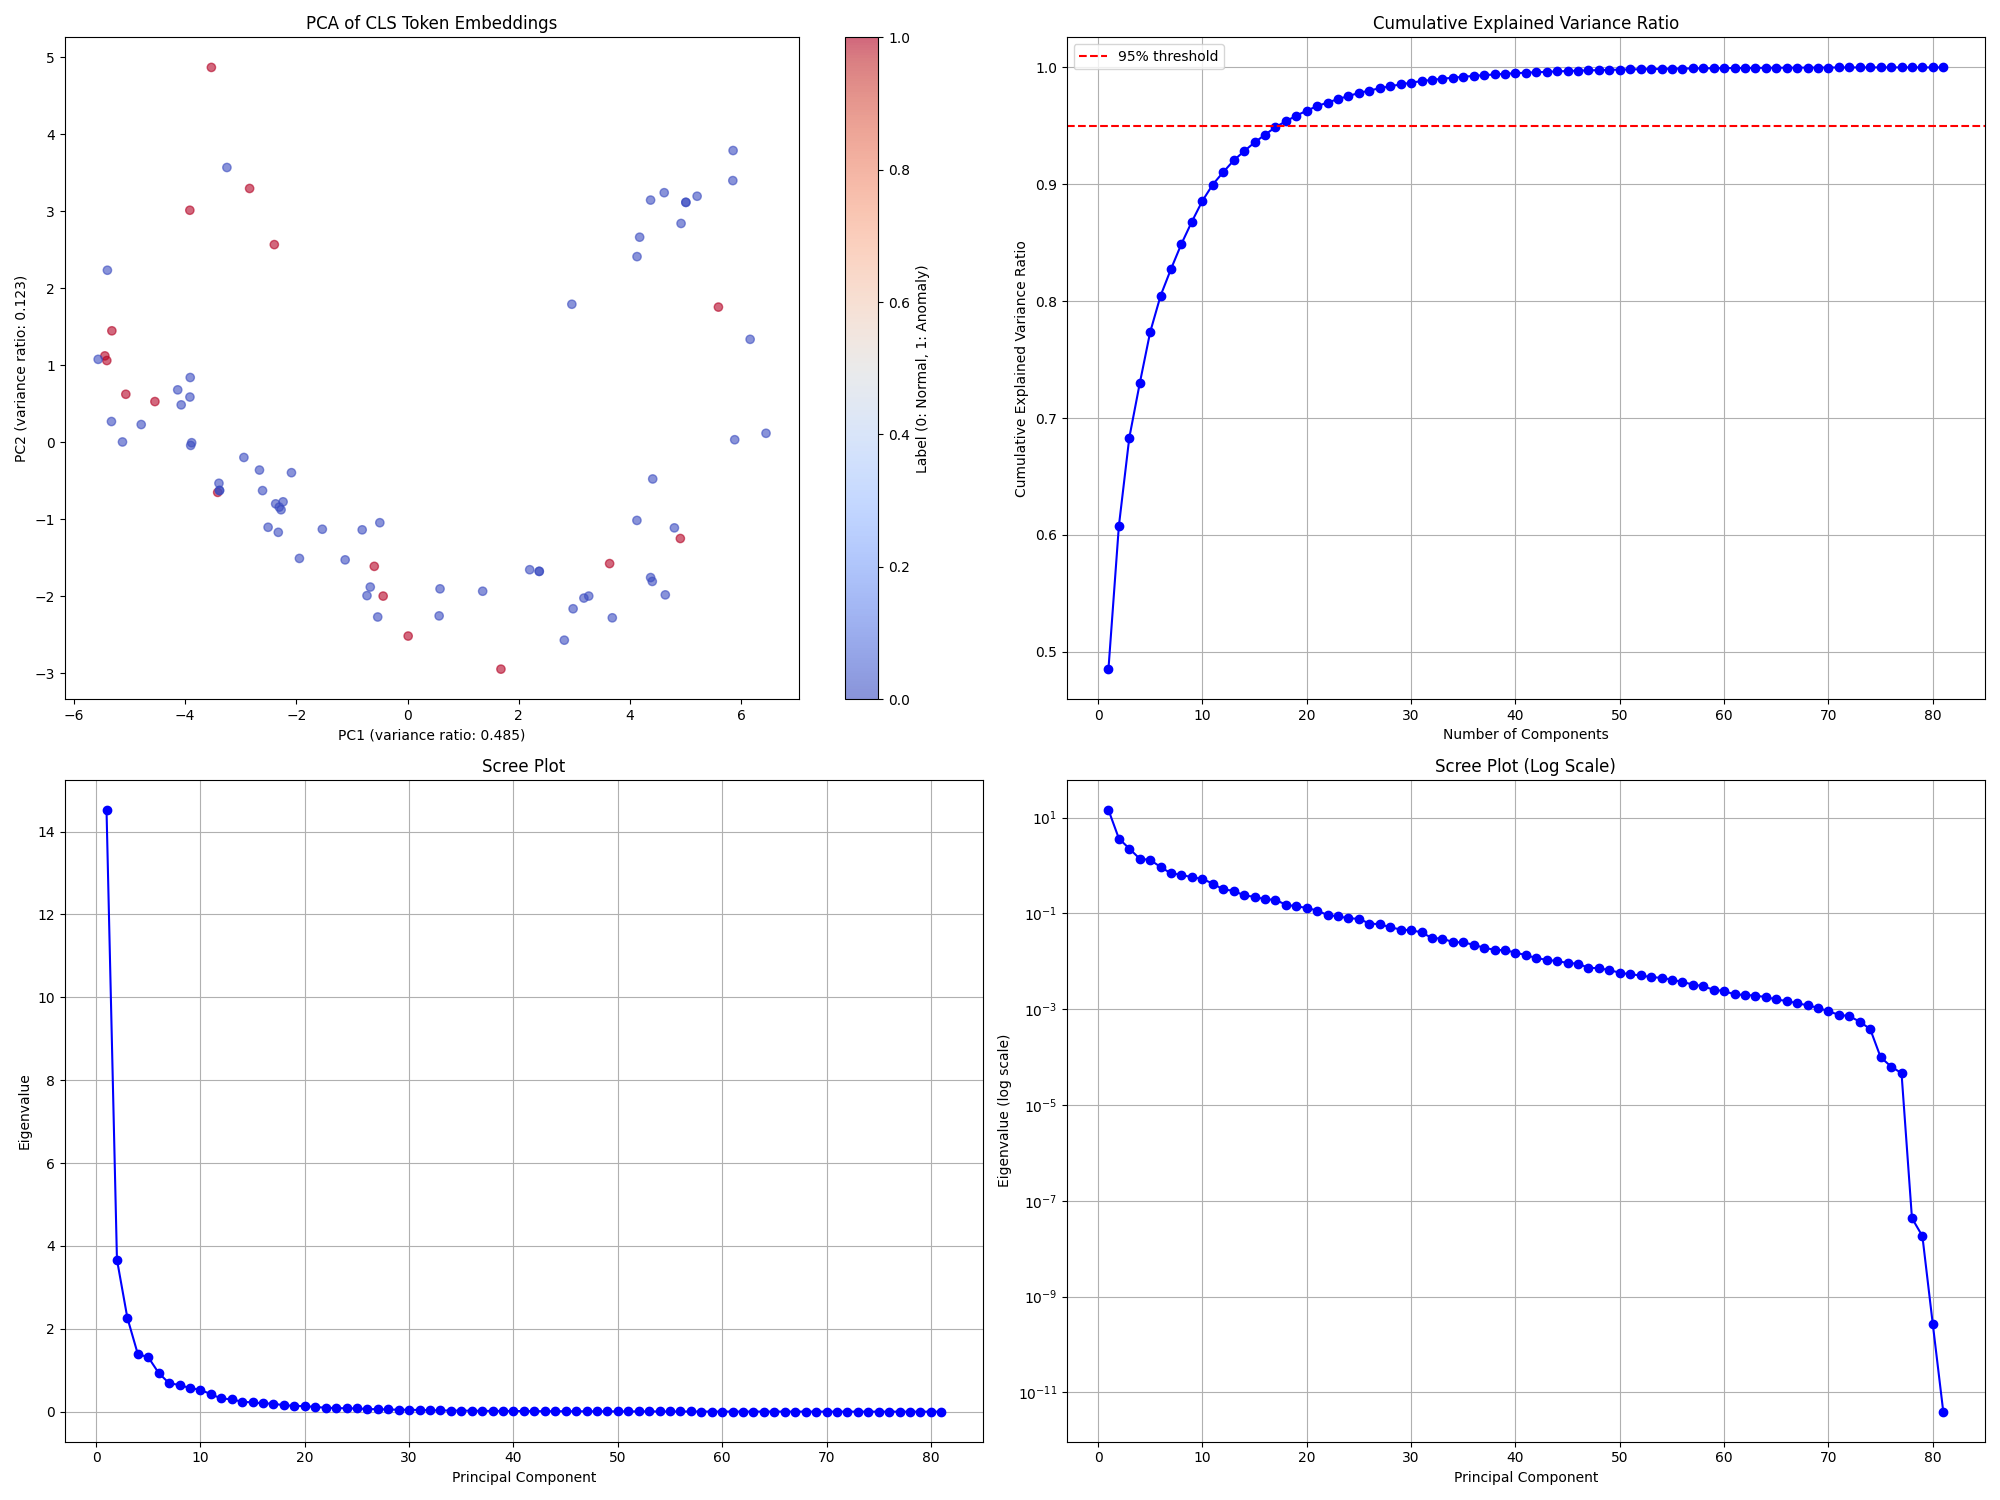 PCA of CLS Token Embeddings
5
4
3
2
1
0
−1
−2
−3
PC2 (variance ratio: 0.123)
−6 −4 −2 0 2 4 6
PC1 (variance ratio: 0.485)
1.0
0.8
0.6
0.4
0.2
0.0
Label (0: Normal, 1: Anomaly)
Cumulative Explained Variance Ratio
95% threshold
1.0
0.9
0.8
0.7
0.6
0.5
Cumulative Explained Variance Ratio
0 10 20 30 40 50 60 70 80
Number of Components
Scree Plot
14
12
10
8
6
4
2
0
Eigenvalue
0 10 20 30 40 50 60 70 80
Principal Component
Scree Plot (Log Scale)
10¹
10⁻¹
10⁻³
10⁻⁵
10⁻⁷
10⁻⁹
10⁻¹¹
Eigenvalue (log scale)
0 10 20 30 40 50 60 70 80
Principal Component